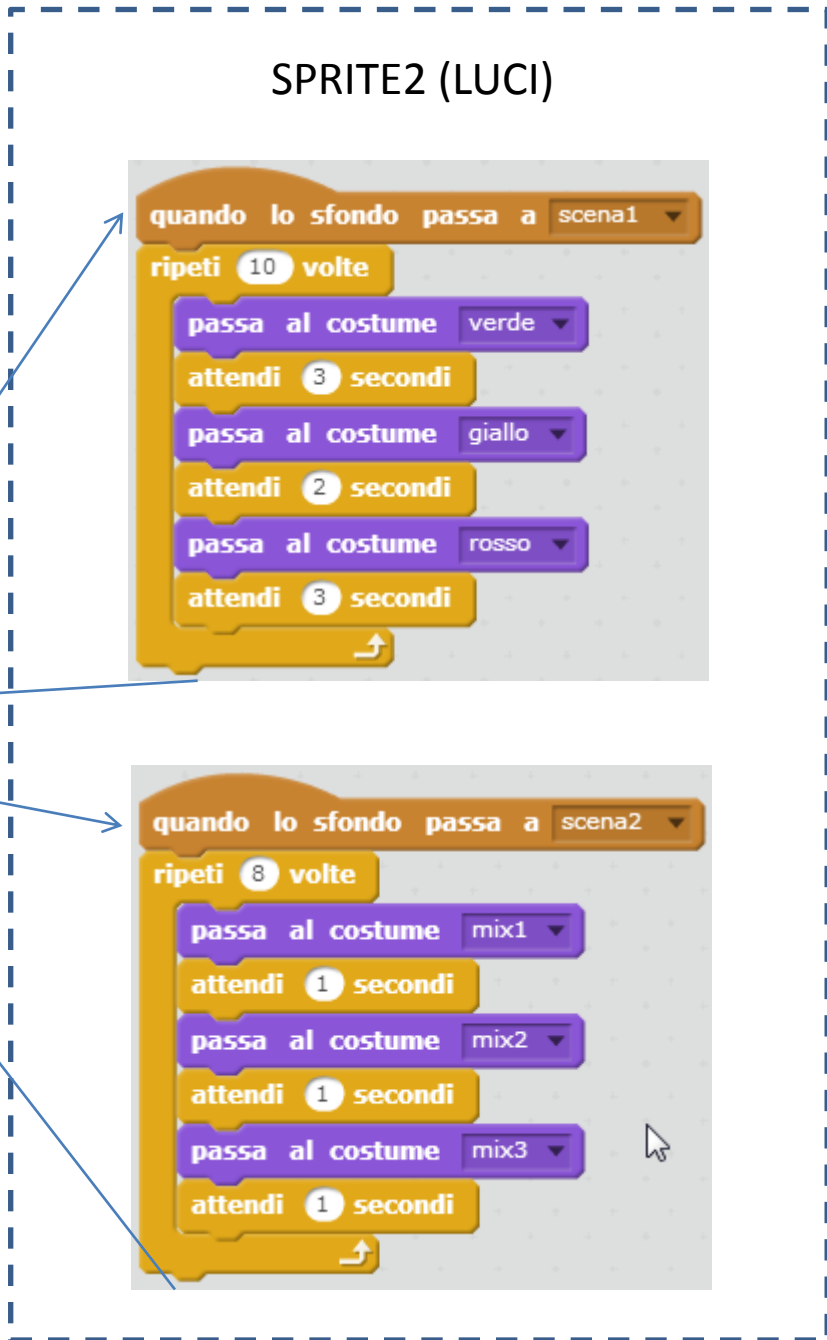 SPRITE2 (LUCI)
quando lo sfondo passa a scena1
ripeti 10 volte
passa al costume verde
attendi 3 secondi
passa al costume giallo
attendi 2 secondi
passa al costume rosso
attendi 3 secondi
quando lo sfondo passa a scena2
ripeti 8 volte
passa al costume mix1
attendi 1 secondi
passa al costume mix2
attendi 1 secondi
passa al costume mix3
attendi 1 secondi